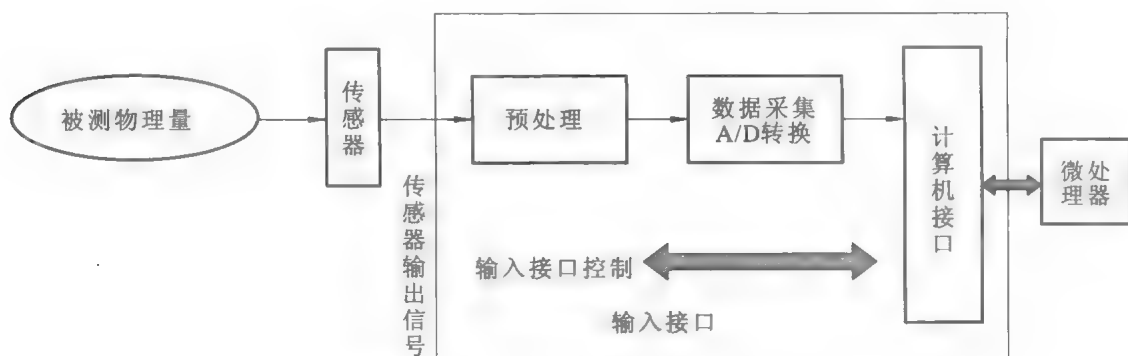 被测物理量
传感器
传感器输出信号
预处理
数据采集
A/D转换
输入接口控制
输入接口
计算机接口
微处
理器